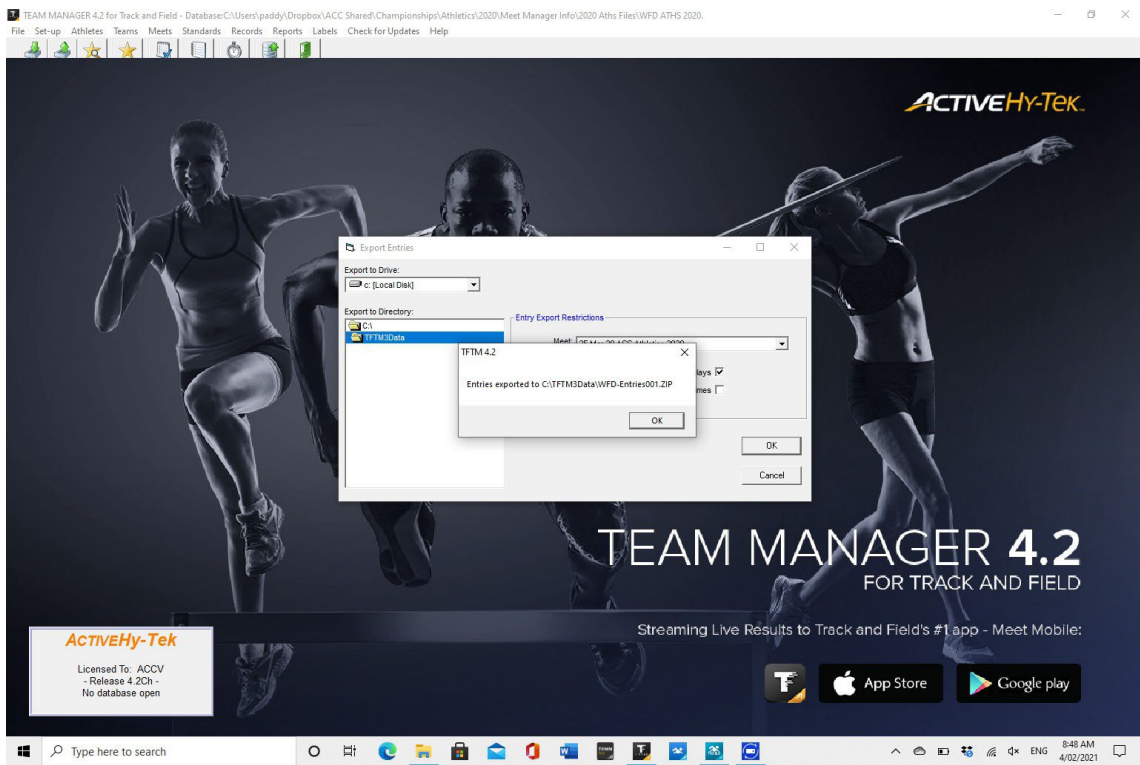 TEAM MANAGER 4.2 for Track and Field - Database:C:\Users\paddy\Dropbox\ACC Shared\Championships\Athletics\2020\Meet Manager Info\2020 Aths Files\WFD ATHS 2020.
File Set-up Athletes Teams Meets Standards Records Reports Labels Check for Updates Help
ACTIVEHy-Tek
Export Entries
Export to Drive:
c: [Local Disk]
Export to Directory:
C:\
TFTM3Data
Entry Export Restrictions
Meet:
TFTM 4.2
Entries exported to C:\TFTM3Data\WFD-Entries001.ZIP
OK
OK
Cancel
TEAM MANAGER 4.2
FOR TRACK AND FIELD
Streaming Live Results to Track and Field's #1 app - Meet Mobile:
App Store
Google play
ACTIVEHy-Tek
Licensed To: ACCV
- Release 4.2Ch -
No database open
Type here to search
ENG
8:48 AM
4/02/2021